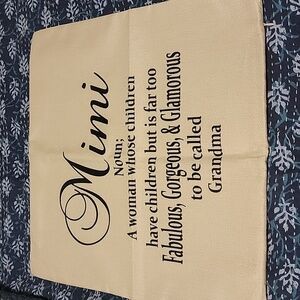 Mimi
Noun;
A woman whose children
have children but is far too
Fabulous, Gorgeous, & Glamorous
to be called
Grandma